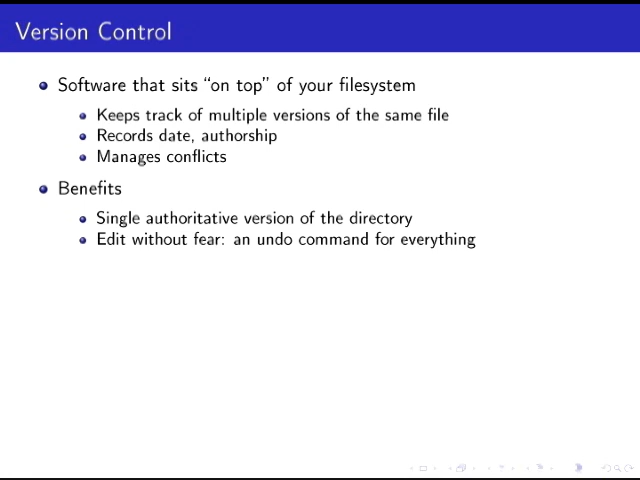 Version Control
Software that sits “on top” of your filesystem
Keeps track of multiple versions of the same file
Records date, authorship
Manages conflicts
Benefits
Single authoritative version of the directory
Edit without fear: an undo command for everything